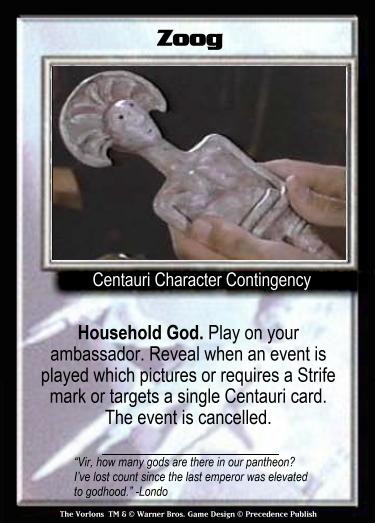 Zoog
Centauri Character Contingency
Household God. Play on your
ambassador. Reveal when an event is
played which pictures or requires a Strife
mark or targets a single Centauri card.
The event is cancelled.
"Vir, how many gods are there in our pantheon?
I've lost count since the last emperor was elevated
to godhood." -Londo
The Vorlons TM & © Warner Bros. Game Design © Precedence Publish